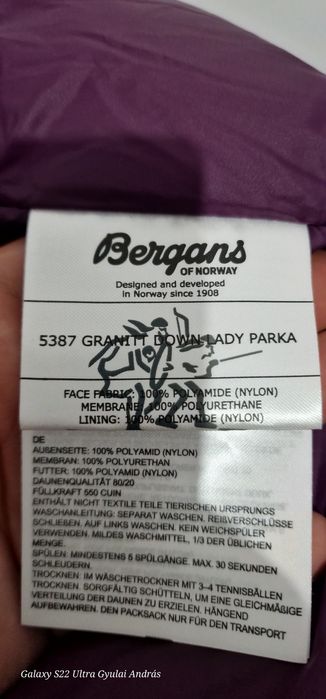 Bergans
OF NORWAY
Designed and developed
in Norway since 1908
5387 GRANITT DOWN LADY PARKA
FACE FABRIC: 100% POLYAMIDE (NYLON)
MEMBRANE: 100% POLYURETHANE
LINING: 100% POLYAMIDE (NYLON)
DE
AUßENSEITE: 100% POLYAMID (NYLON)
MEMBRAN: 100% POLYURETHAN
FUTTER: 100% POLYAMID (NYLON)
DAUNENQUALITÄT 80/20
FÜLLKRAFT 550 CUIN
ENTHÄLT NICHT TEXTILE TEILE TIERISCHEN URSPRUNGS
WASCHANLEITUNG: SEPARAT WASCHEN. REIßVERSCHLÜSSE
SCHLIEBEN. AUF LINKS WASCHEN. KEIN WEICHSPÜLER
VERWENDEN. MILDES WASCHMITTEL, 1/3 DER ÜBLICHEN
MENGE.
SPÜLEN: MINDESTENS 5 SPÜLGÄNGE. MAX. 30 SEKUNDEN
SCHLEUDERN.
TROCKNEN: IM WÄSCHETROCKNER MIT 3–4 TENNISBÄLLEN
TROCKNEN. SORGFÄLTIG SCHÜTTELN, UM EINE GLEICHMÄßIGE
VERTEILUNG DER DAUNEN ZU ERZIELEN. HÄNGEND
AUFBEWAHREN. DEN PACKSACK NUR FÜR DEN TRANSPORT
Galaxy S22 Ultra Gyulai András